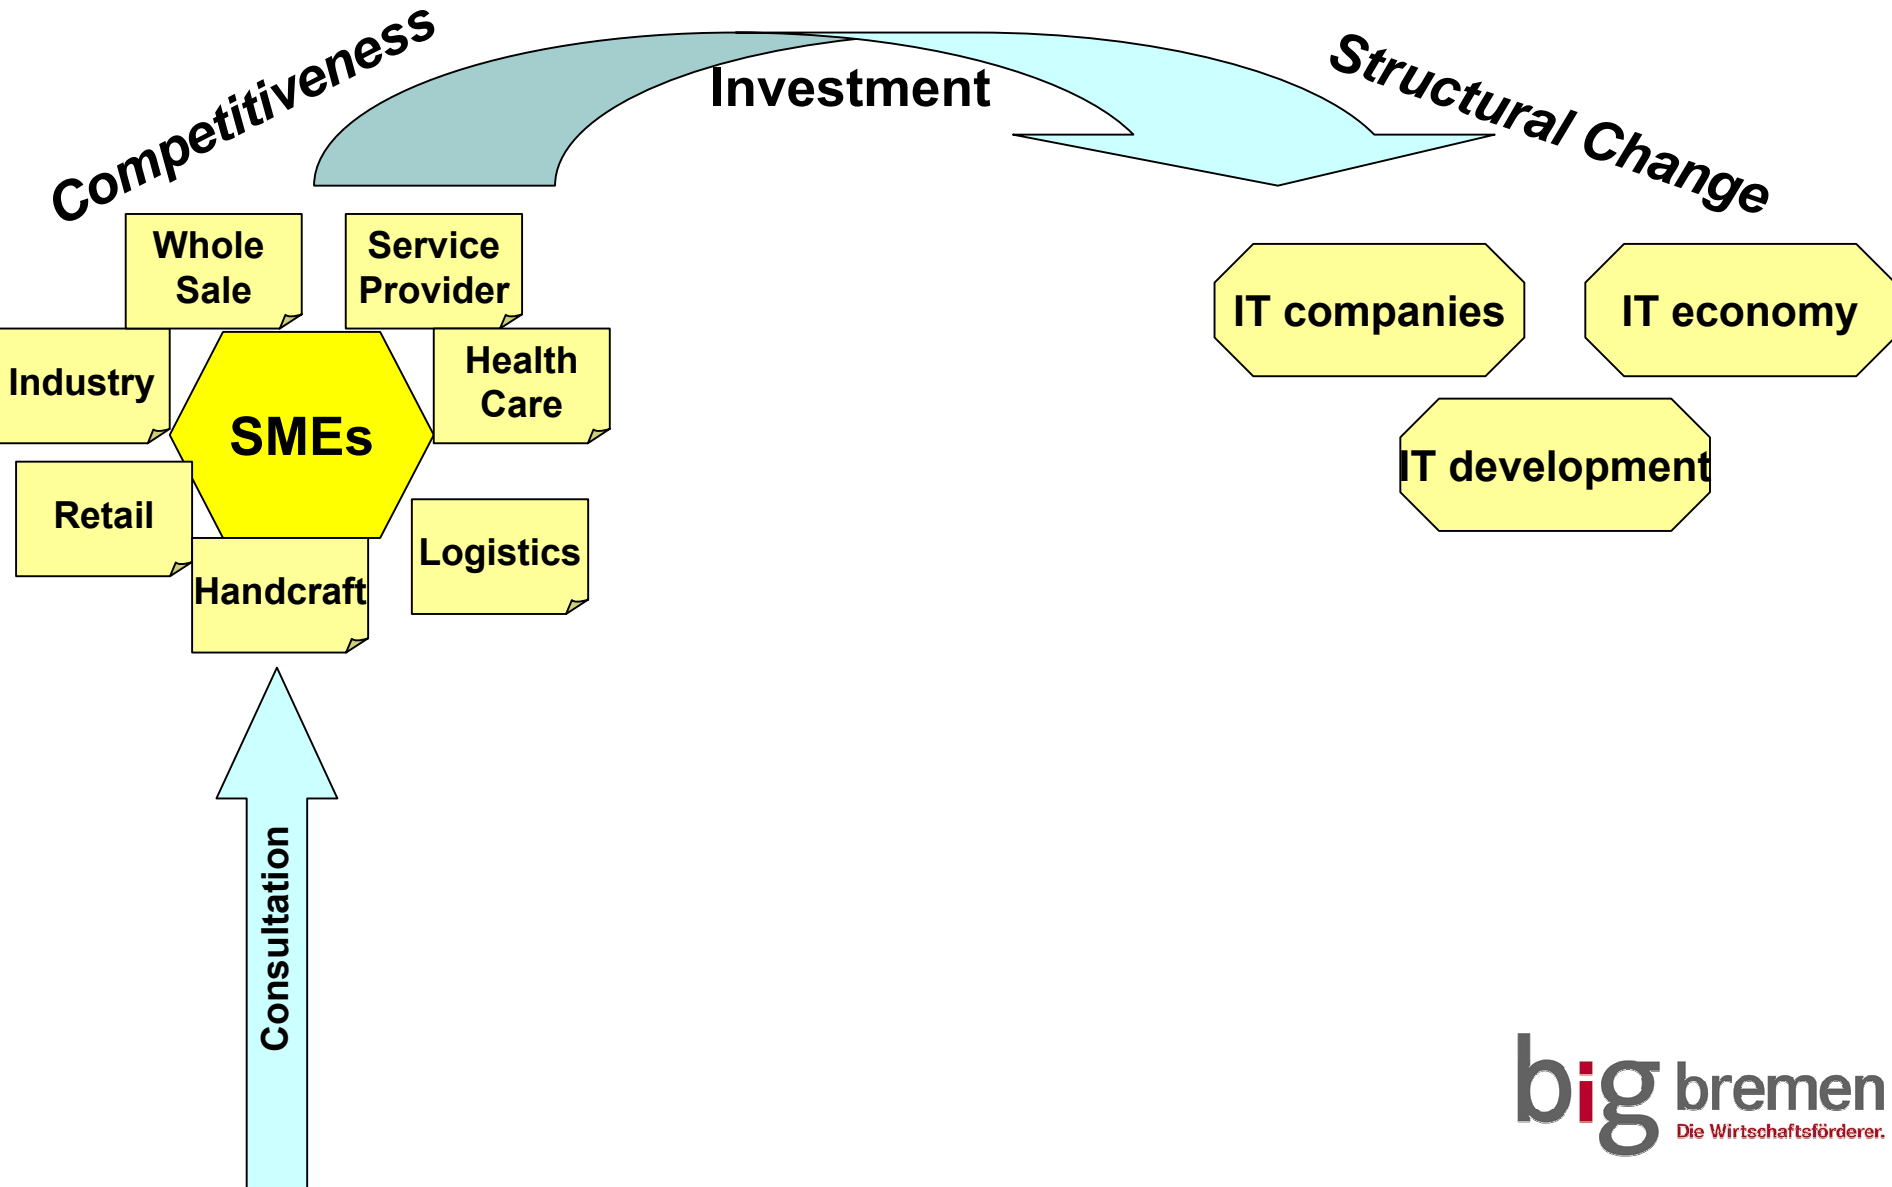 Competitiveness
Investment
Structural Change
Whole
Sale
Service
Provider
Industry
Health
Care
SMEs
Retail
Handcraft
Logistics
IT companies
IT economy
IT development
Consultation
big bremen
Die Wirtschaftsförderer.